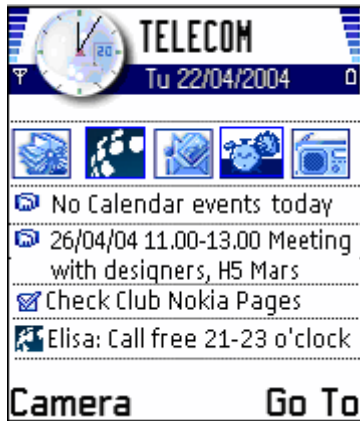 TELECOM
20
Tu 22/04/2004
No Calendar events today
26/04/04 11.00-13.00 Meeting
with designers, H5 Mars
Check Club Nokia Pages
Elisa: Call free 21-23 o'clock
Camera Go To